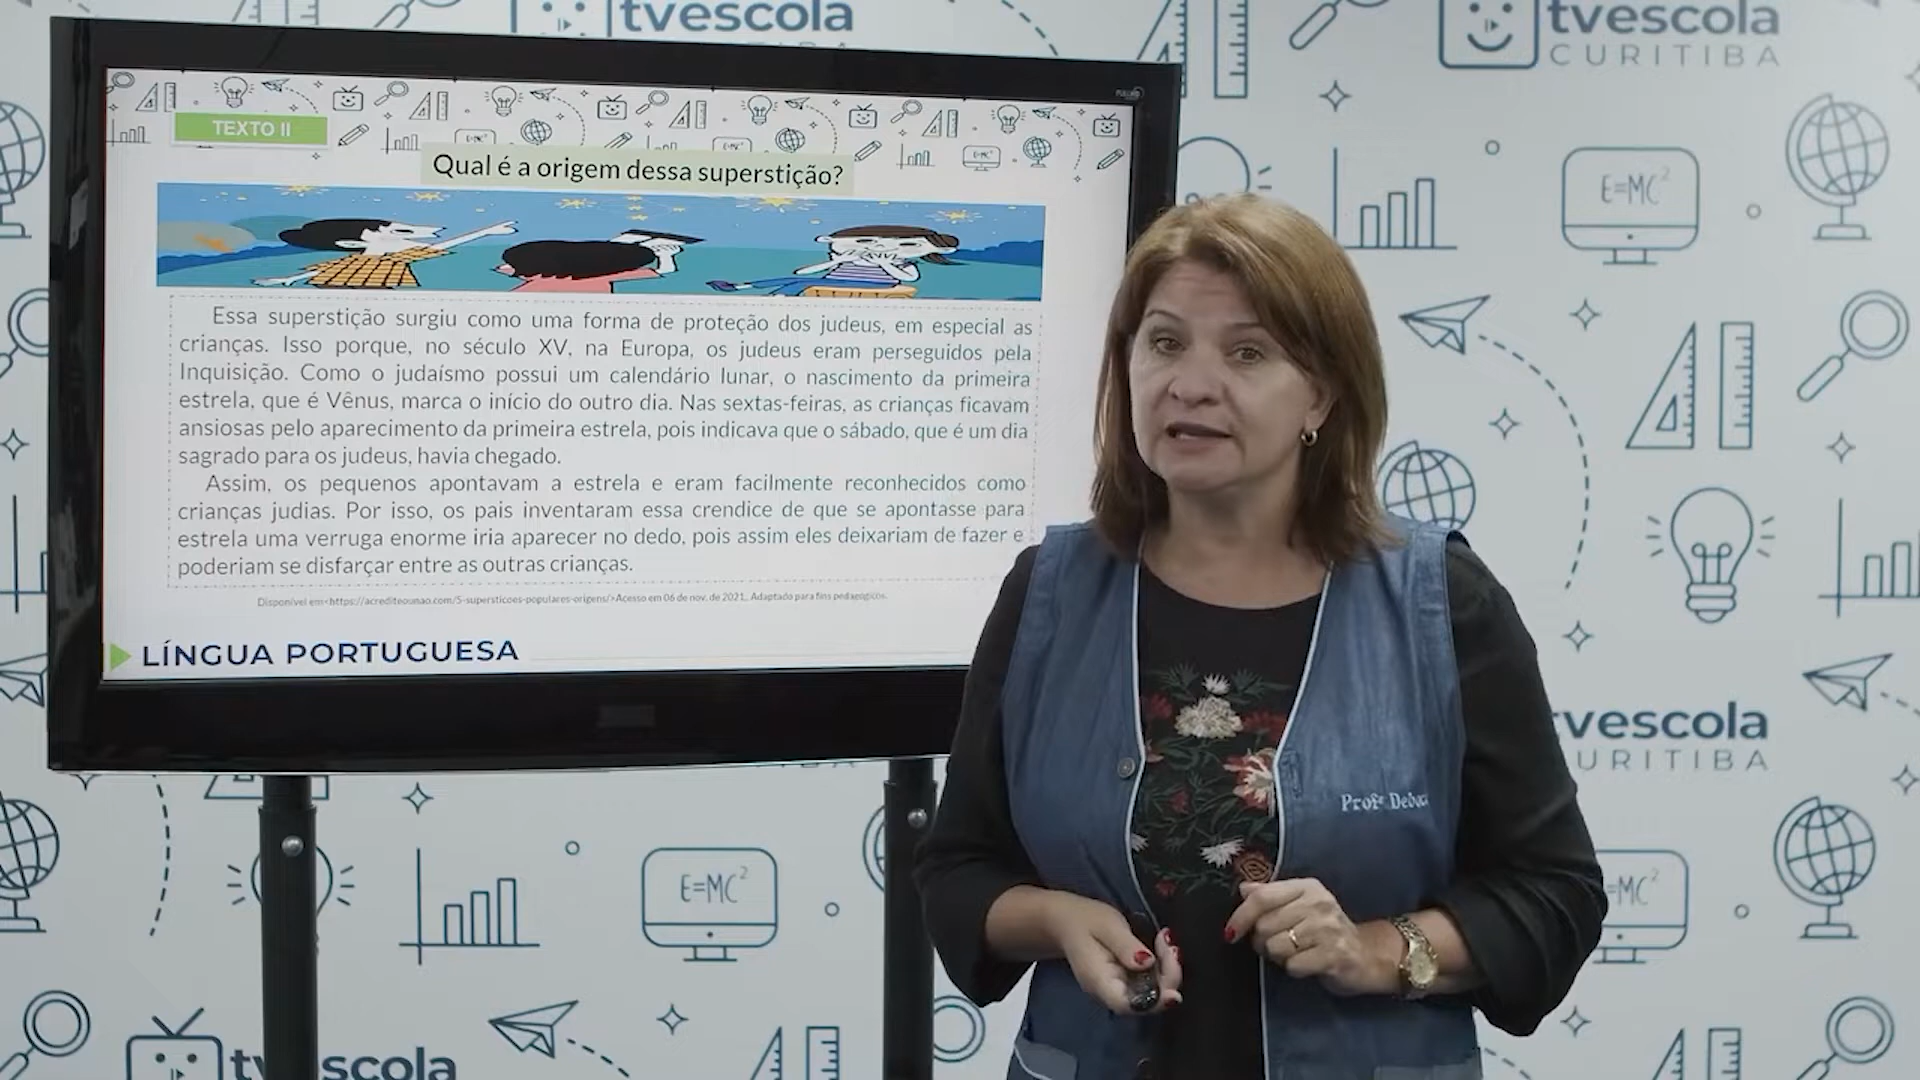 tvescola
tvescola
CURITIBA
TEXTO II
Qual é a origem dessa superstição?
Essa superstição surgiu como uma forma de proteção dos judeus, em especial as
crianças. Isso porque, no século XV, na Europa, os judeus eram perseguidos pela
Inquisição. Como o judaísmo possui um calendário lunar, o nascimento da primeira
estrela, que é Vênus, marca o início do outro dia. Nas sextas-feiras, as crianças ficavam
ansiosas pelo aparecimento da primeira estrela, pois indicava que o sábado, que é um dia
sagrado para os judeus, havia chegado.
Assim, os pequenos apontavam a estrela e eram facilmente reconhecidos como
crianças judias. Por isso, os pais inventaram essa crendice de que se apontasse para
estrela uma verruga enorme iria aparecer no dedo, pois assim eles deixariam de fazer e
poderiam se disfarçar entre as outras crianças.
Disponível em<https://acrediteounao.com/5-supersticoes-populares-origens/>Acesso em 06 de nov. de 2021. Adaptado para fins pedagógicos.
LÍNGUA PORTUGUESA
E=MC²
tvescola
URITIBA
Profª
E=MC²
=MC²